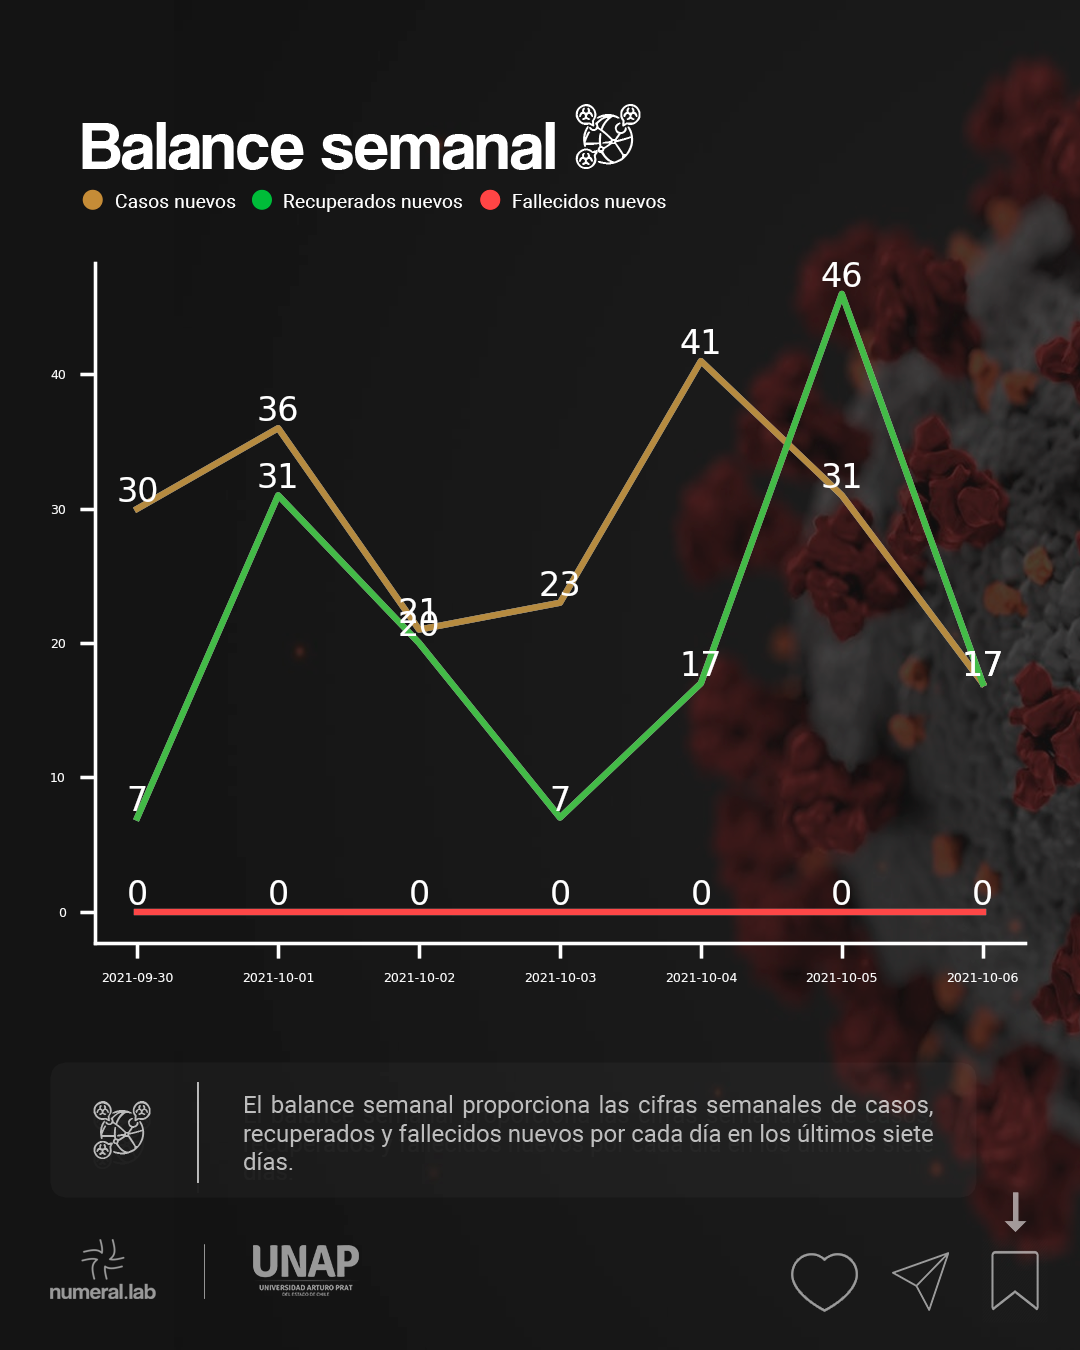 Balance semanal
Casos nuevos Recuperados nuevos Fallecidos nuevos
46
41
40
36
31 31
30
30
23
21
20
20
17 17
10
7 7
0 0 0 0 0 0 0
0
2021-09-30 2021-10-01 2021-10-02 2021-10-03 2021-10-04 2021-10-05 2021-10-06
El balance semanal proporciona las cifras semanales de casos,
recuperados y fallecidos nuevos por cada día en los últimos siete
días.
numeral.lab
UNAP
UNIVERSIDAD ARTURO PRAT
DEL ESTADO DE CHILE